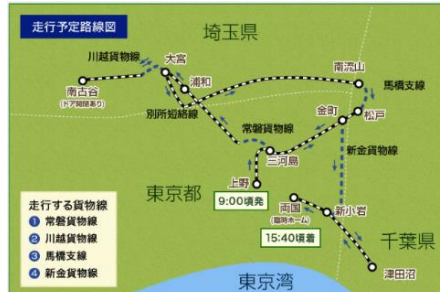 走行予定路線図
埼玉県
川越貨物線
大宮
浦和
南古谷
(ドア開閉あり)
別所短絡線
南流山
馬橋支線
金町
松戸
常磐貨物線
三河島
新金貨物線
東京都
上野
9:00頃発
両国
(臨時ホーム)
新小岩
15:40頃着
千葉県
津田沼
東京湾
走行する貨物線
1 常磐貨物線
2 川越貨物線
3 馬橋支線
4 新金貨物線